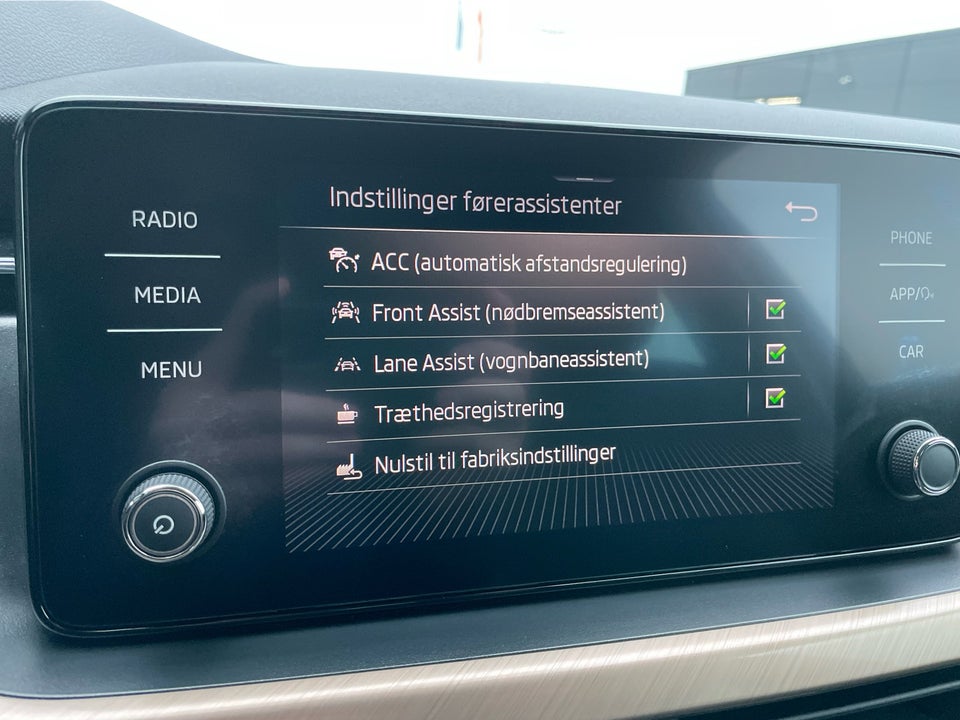 RADIO
MEDIA
MENU
Indstillinger førerassistenter
ACC (automatisk afstandsregulering)
Front Assist (nødbremseassistent)
Lane Assist (vognbaneassistent)
Træthedsregistrering
Nulstil til fabriksindstillinger
PHONE
APP/
CAR